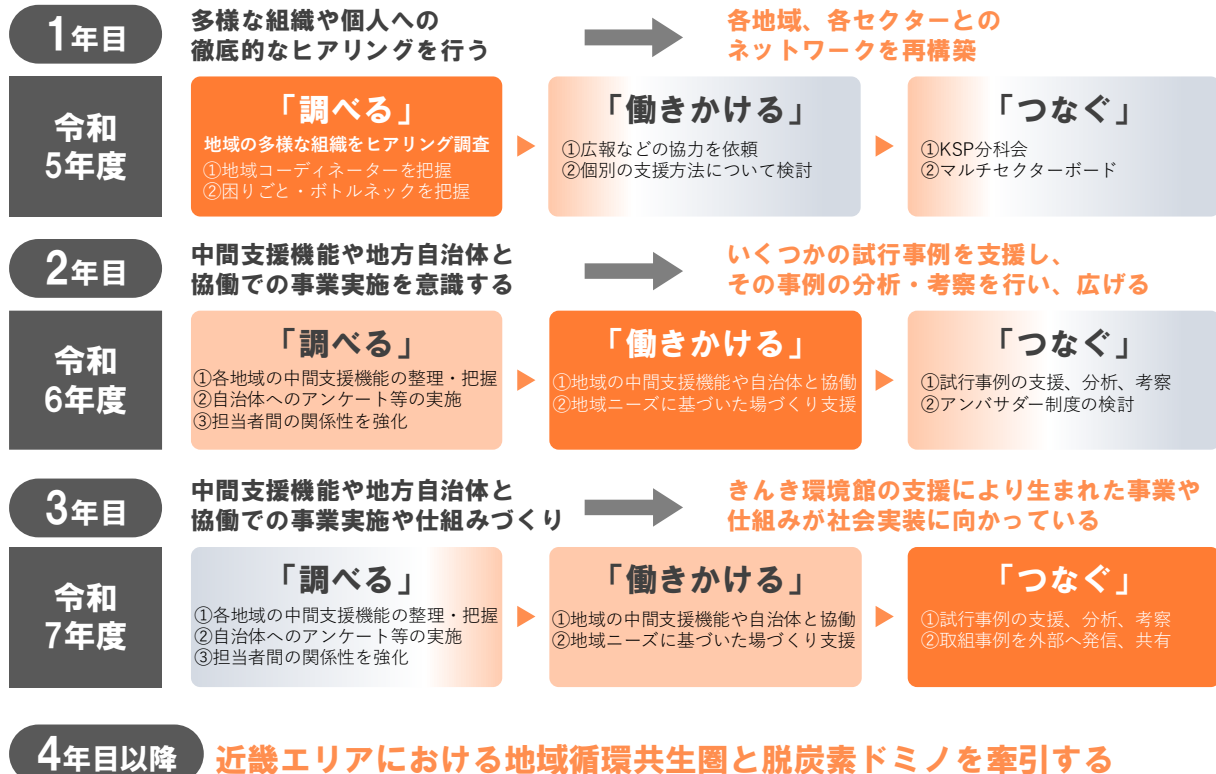 1年目
多様な組織や個人への
徹底的なヒアリングを行う
各地域、各セクターとの
ネットワークを再構築
令和
5年度
「調べる」
地域の多様な組織をヒアリング調査
①地域コーディネーターを把握
②困りごと・ボトルネックを把握
「働きかける」
①広報などの協力を依頼
②個別の支援方法について検討
「つなぐ」
①KSP分科会
②マルチセクターボード
2年目
中間支援機能や地方自治体と
協働での事業実施を意識する
いくつかの試行事例を支援し、
その事例の分析・考察を行い、広げる
令和
6年度
「調べる」
①各地域の中間支援機能の整理・把握
②自治体へのアンケート等の実施
③担当者間の関係性を強化
「働きかける」
①地域の中間支援機能や自治体と協働
②地域ニーズに基づいた場づくり支援
「つなぐ」
①試行事例の支援、分析、考察
②アンバサダー制度の検討
3年目
中間支援機能や地方自治体と
協働での事業実施や仕組みづくり
きんき環境館の支援により生まれた事業や
仕組みが社会実装に向かっている
令和
7年度
「調べる」
①各地域の中間支援機能の整理・把握
②自治体へのアンケート等の実施
③担当者間の関係性を強化
「働きかける」
①地域の中間支援機能や自治体と協働
②地域ニーズに基づいた場づくり支援
「つなぐ」
①試行事例の支援、分析、考察
②取組事例を外部へ発信、共有
4年目以降
近畿エリアにおける地域循環共生圏と脱炭素ドミノを牽引する